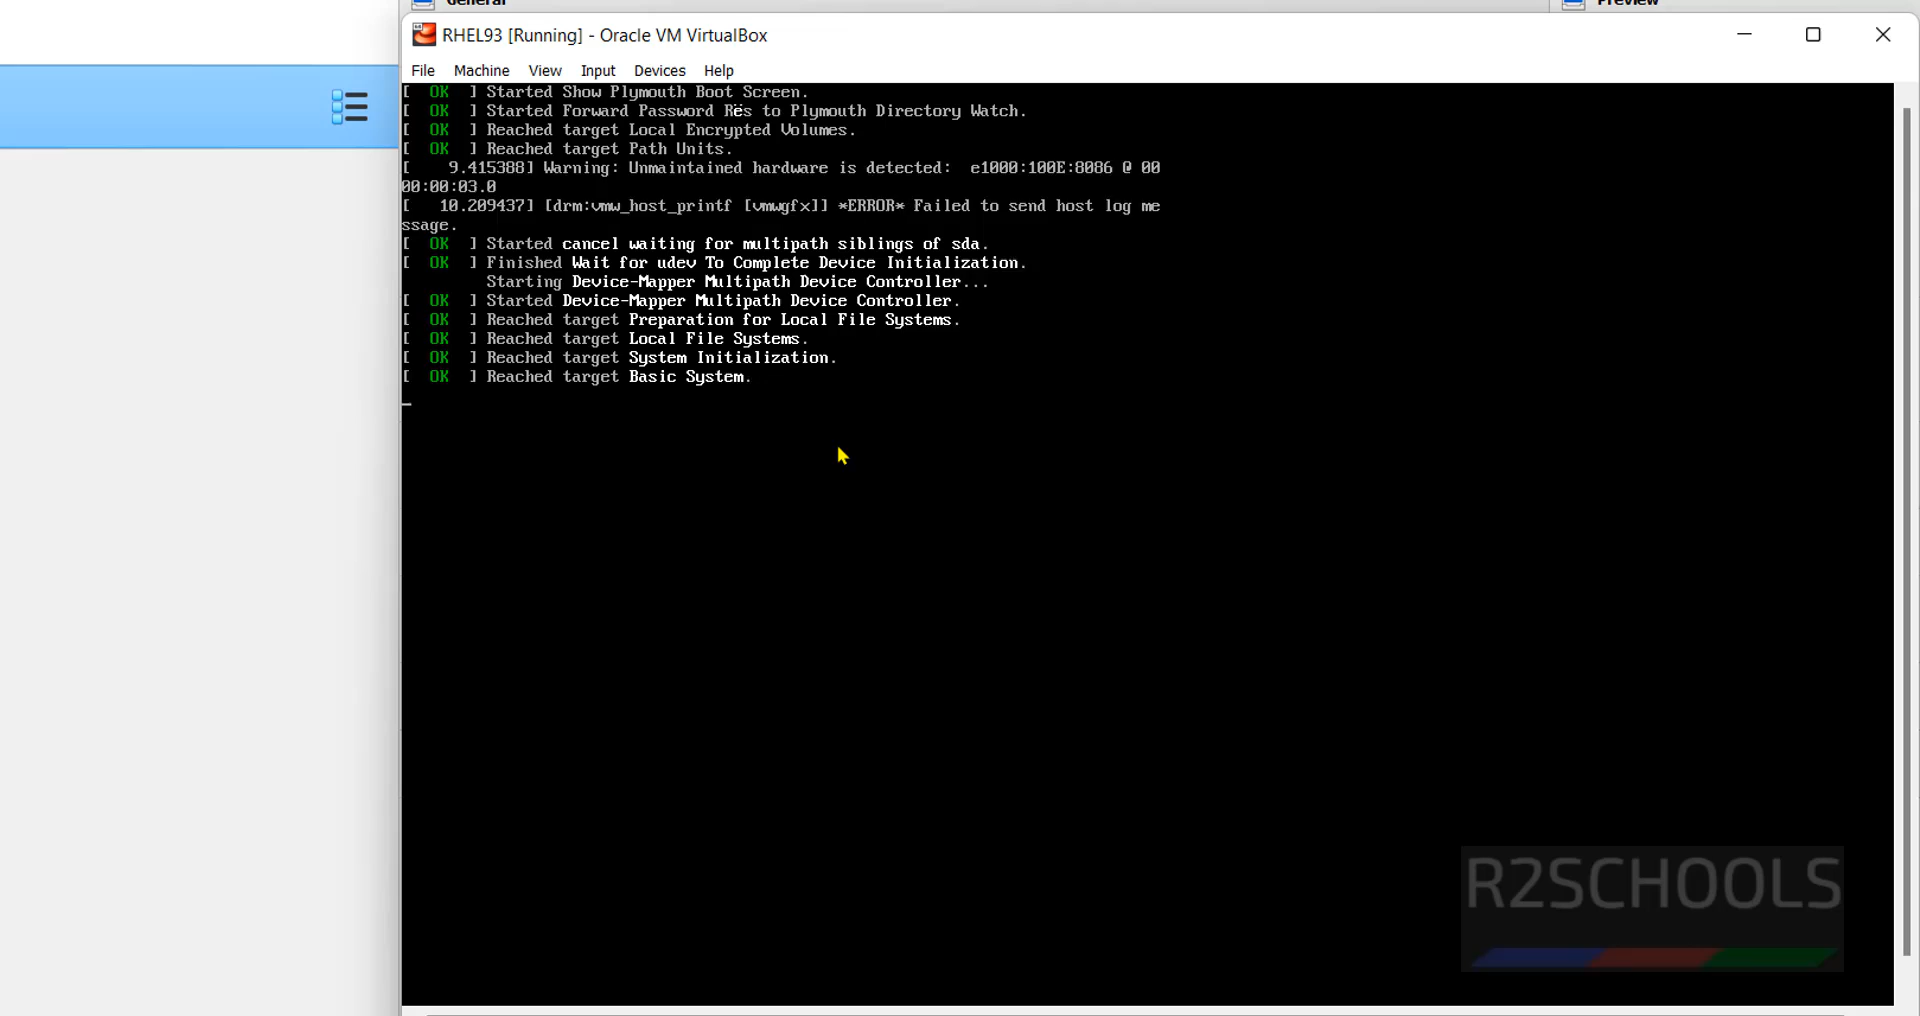 General
Preview
RHEL93 [Running] - Oracle VM VirtualBox
File Machine View Input Devices Help
[ OK ] Started Show Plymouth Boot Screen.
[ OK ] Started Forward Password Rës to Plymouth Directory Watch.
[ OK ] Reached target Local Encrypted Volumes.
[ OK ] Reached target Path Units.
[ 9.415388] Warning: Unmaintained hardware is detected: e1000:100E:8086 @ 00
00:00:03.0
[ 10.209437] [drm:vmw_host_printf [vmwgfx]] *ERROR* Failed to send host log me
ssage.
[ OK ] Started cancel waiting for multipath siblings of sda.
[ OK ] Finished Wait for udev To Complete Device Initialization.
Starting Device-Mapper Multipath Device Controller...
[ OK ] Started Device-Mapper Multipath Device Controller.
[ OK ] Reached target Preparation for Local File Systems.
[ OK ] Reached target Local File Systems.
[ OK ] Reached target System Initialization.
[ OK ] Reached target Basic System.
R2SCHOOLS